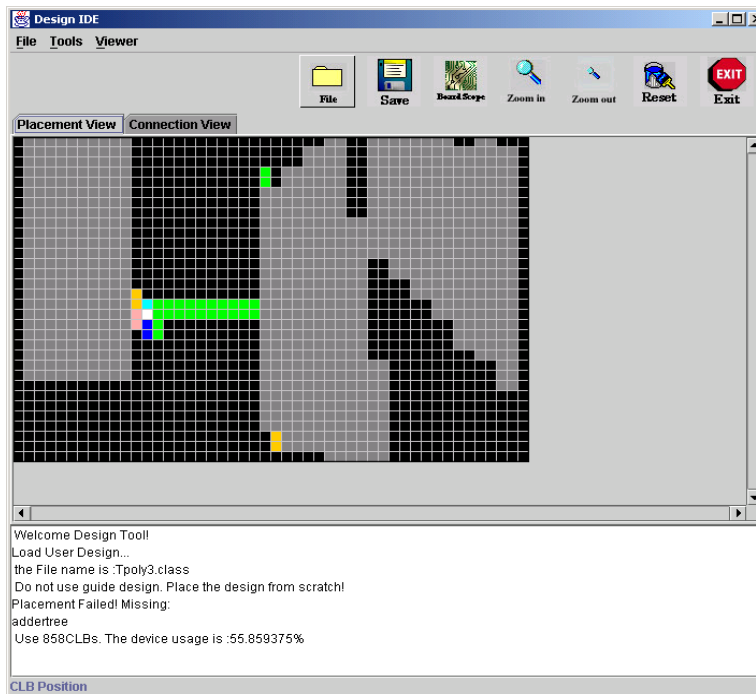 Design IDE
File Tools Viewer
File Save Board Scope Zoom in Zoom out Reset EXIT Exit
Placement View Connection View
Welcome Design Tool!
Load User Design...
the File name is :Tpoly3.class
Do not use guide design. Place the design from scratch!
Placement Failed! Missing:
addertree
Use 858CLBs. The device usage is :55.859375%
CLB Position